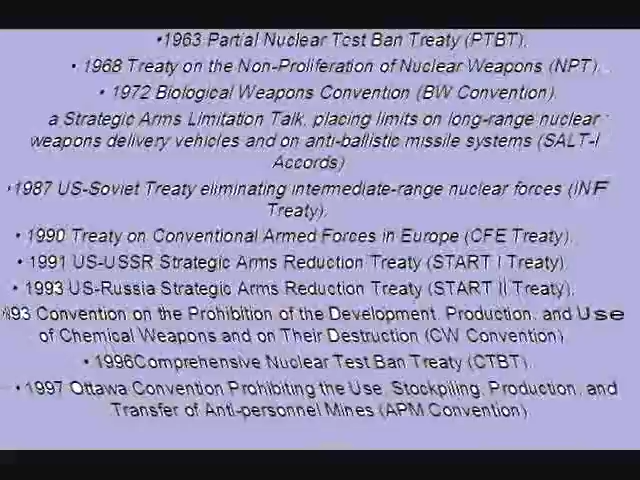 •1963 Partial Nuclear Test Ban Treaty (PTBT).
• 1968 Treaty on the Non-Proliferation of Nuclear Weapons (NPT).
• 1972 Biological Weapons Convention (BW Convention).
a Strategic Arms Limitation Talk, placing limits on long-range nuclear
weapons delivery vehicles and on anti-ballistic missile systems (SALT-I
Accords)
•1987 US-Soviet Treaty eliminating intermediate-range nuclear forces (INF
Treaty).
• 1990 Treaty on Conventional Armed Forces in Europe (CFE Treaty).
• 1991 US-USSR Strategic Arms Reduction Treaty (START I Treaty).
• 1993 US-Russia Strategic Arms Reduction Treaty (START II Treaty).
93 Convention on the Prohibition of the Development, Production, and Use
of Chemical Weapons and on Their Destruction (CW Convention)
• 1996Comprehensive Nuclear Test Ban Treaty (CTBT).
• 1997 Ottawa Convention Prohibiting the Use, Stockpiling, Production, and
Transfer of Anti-personnel Mines (APM Convention)